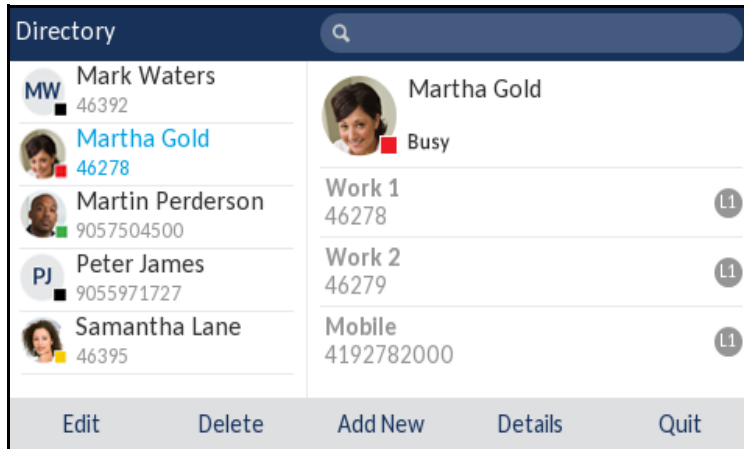 Directory
MW
Mark Waters
46392
Martha Gold
46278
Martin Perderson
9057504500
PJ
Peter James
9055971727
Samantha Lane
46395
Martha Gold
Busy
Work 1
46278
L1
Work 2
46279
L1
Mobile
4192782000
L1
Edit Delete Add New Details Quit